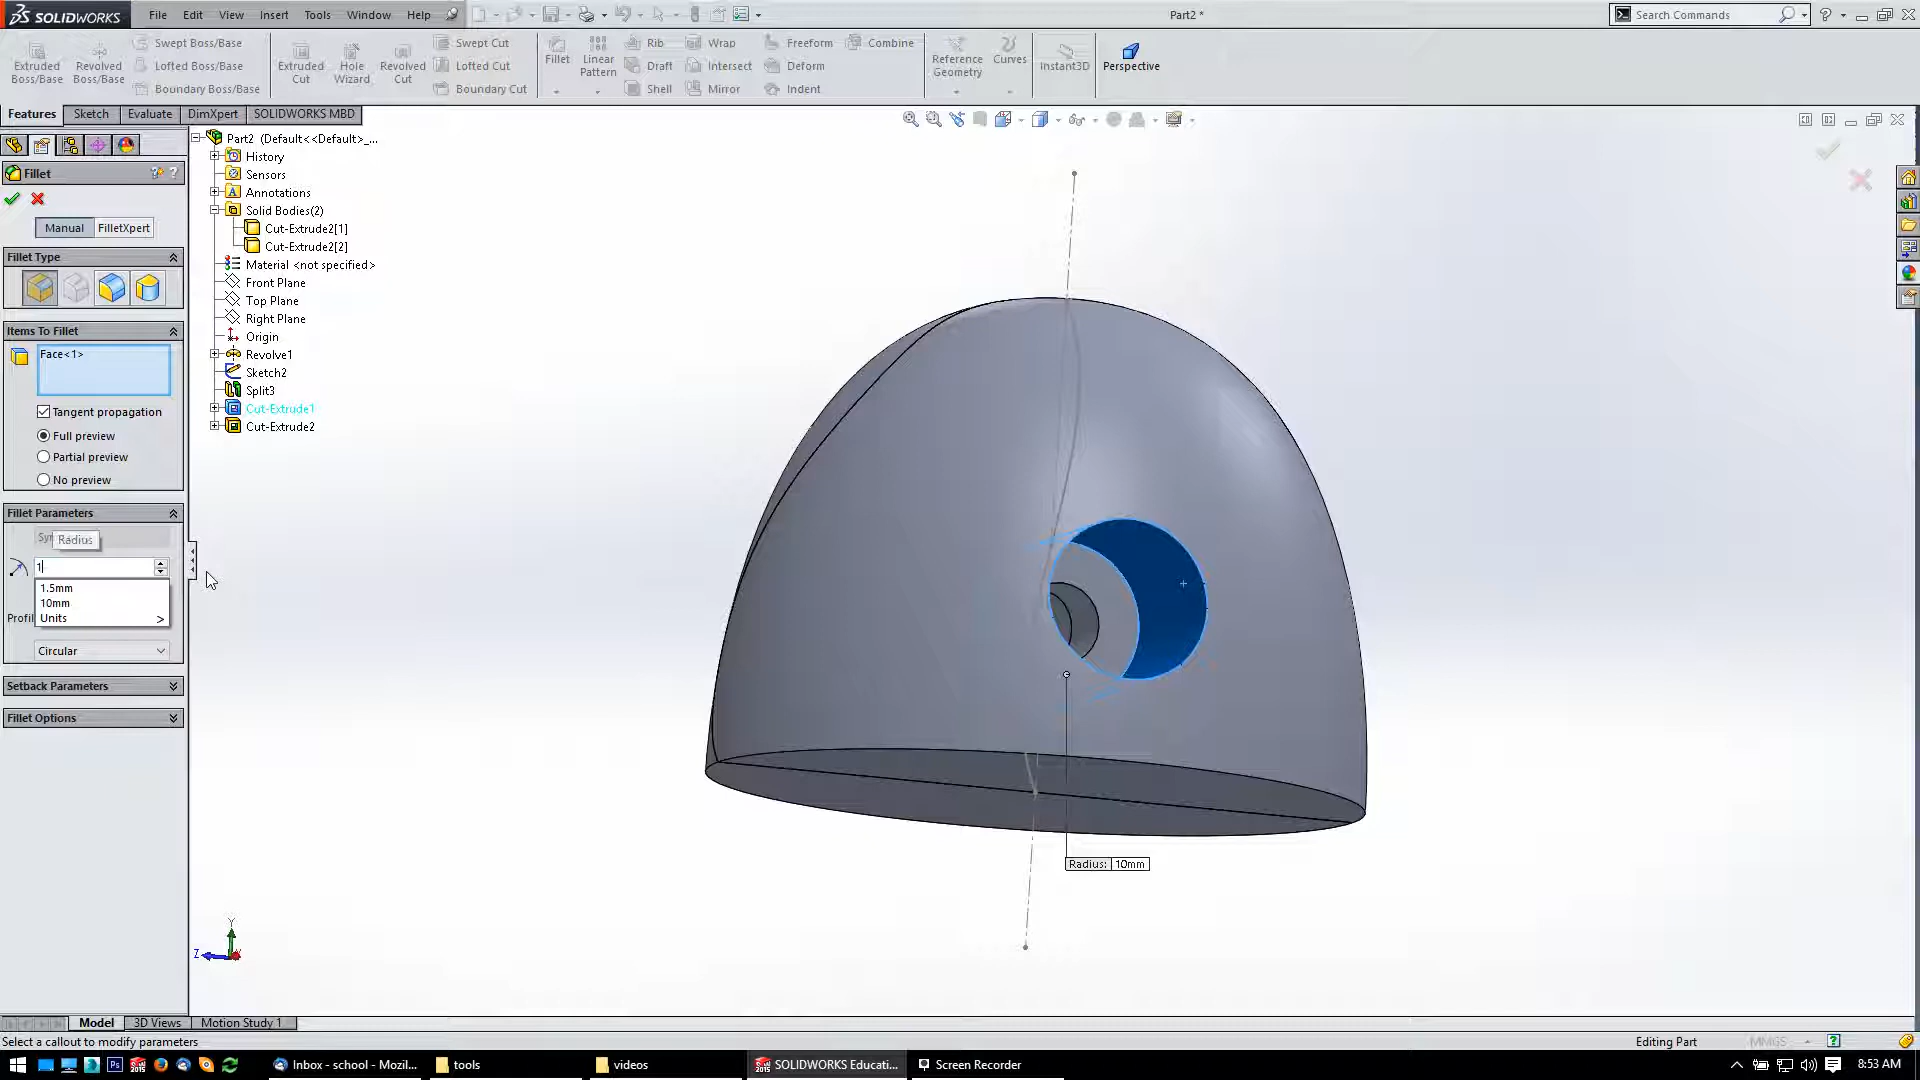 SOLIDWORKS
File Edit View Insert Tools Window Help
Part2 *
Search Commands
Extruded Boss/Base
Revolved Boss/Base
Swept Boss/Base
Lofted Boss/Base
Boundary Boss/Base
Extruded Cut
Hole Wizard
Revolved Cut
Swept Cut
Lofted Cut
Boundary Cut
Fillet
Linear Pattern
Rib
Draft
Shell
Wrap
Intersect
Mirror
Freeform
Deform
Indent
Combine
Reference Geometry
Curves
Instant3D
Perspective
Features Sketch Evaluate DimXpert SOLIDWORKS MBD
Fillet
Manual FilletXpert
Fillet Type
Items To Fillet
Face<1>
Tangent propagation
Full preview
Partial preview
No preview
Fillet Parameters
Radius
1
1.5mm
10mm
Units >
Circular
Setback Parameters
Fillet Options
Part2 (Default<<Default>_...
History
Sensors
Annotations
Solid Bodies(2)
Cut-Extrude2[1]
Cut-Extrude2[2]
Material <not specified>
Front Plane
Top Plane
Right Plane
Origin
Revolve1
Sketch2
Split3
Cut-Extrude1
Cut-Extrude2
Radius: 10mm
Y
Z
Model 3D Views Motion Study 1
Select a callout to modify parameters
Editing Part
MMGS
Inbox - school - Mozil...
tools
videos
SOLIDWORKS Educati...
Screen Recorder
8:53 AM